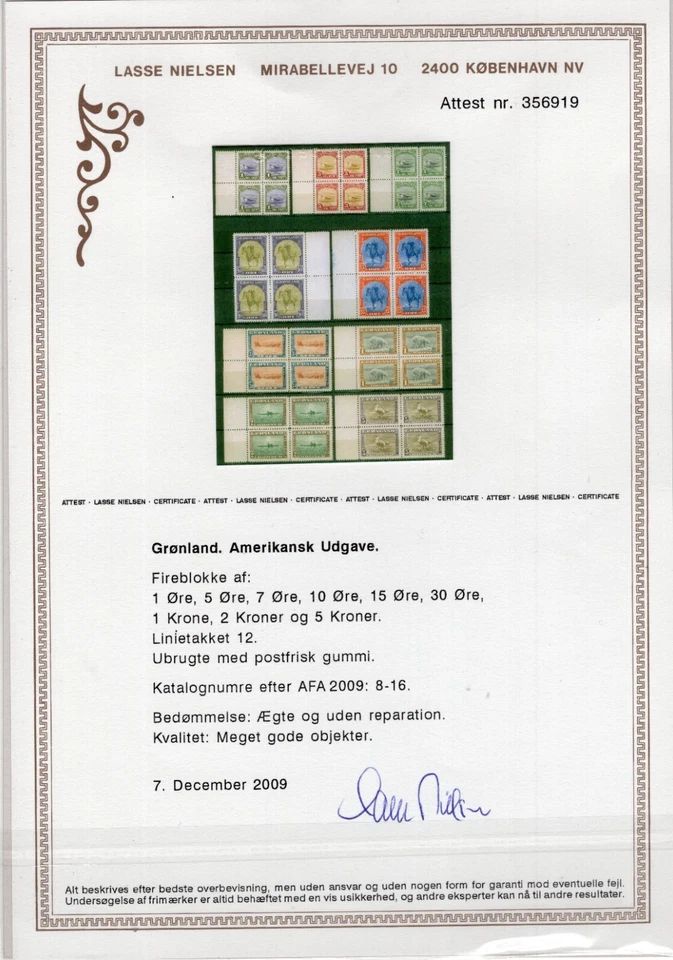 LASSE NIELSEN MIRABELLEVEJ 10 2400 KØBENHAVN NV
Attest nr. 356919
ATTEST · LASSE NIELSEN · CERTIFICATE · ATTEST · LASSE NIELSEN · CERTIFICATE · ATTEST · LASSE NIELSEN · CERTIFICATE · ATTEST · LASSE NIELSEN · CERTIFICATE
Grønland. Amerikansk Udgave.
Fireblokke af:
1 Øre, 5 Øre, 7 Øre, 10 Øre, 15 Øre, 30 Øre,
1 Krone, 2 Kroner og 5 Kroner.
Linietakket 12.
Ubrugte med postfrisk gummi.
Katalognumre efter AFA 2009: 8-16.
Bedømmelse: Ægte og uden reparation.
Kvalitet: Meget gode objekter.
7. December 2009
Lasse Nielsen
Alt beskrives efter bedste overbevisning, men uden ansvar og uden nogen form for garanti mod eventuelle fejl.
Undersøgelse af frimærker er altid behæftet med en vis usikkerhed, og andre eksperter kan nå til andre resultater.